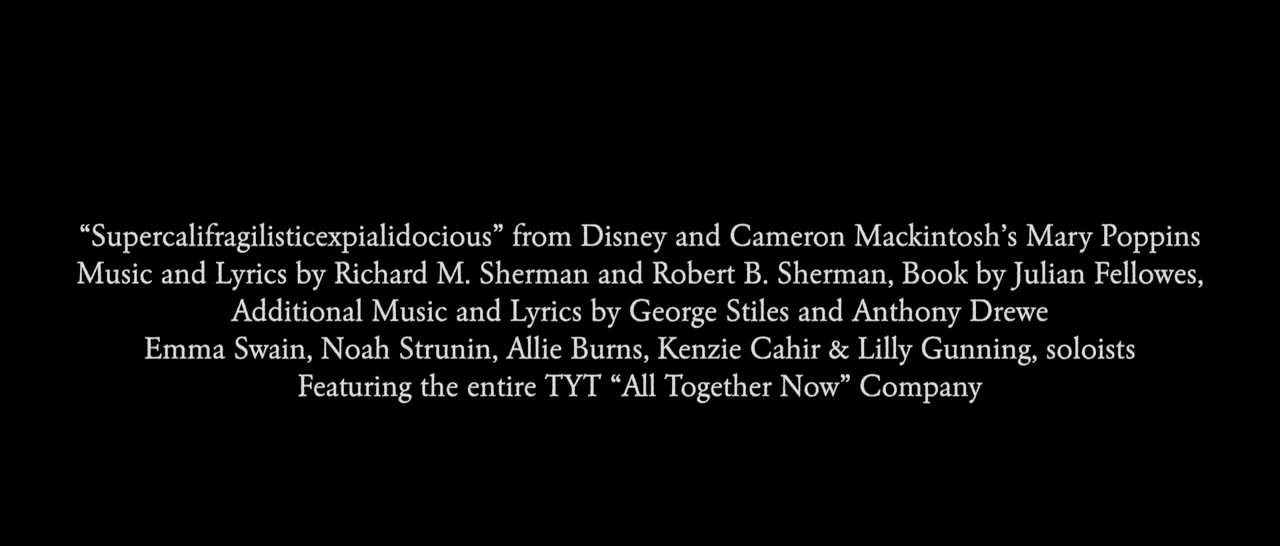 “Supercalifragilisticexpialidocious” from Disney and Cameron Mackintosh’s Mary Poppins
Music and Lyrics by Richard M. Sherman and Robert B. Sherman, Book by Julian Fellowes,
Additional Music and Lyrics by George Stiles and Anthony Drewe
Emma Swain, Noah Strunin, Allie Burns, Kenzie Cahir & Lilly Gunning, soloists
Featuring the entire TYT “All Together Now” Company